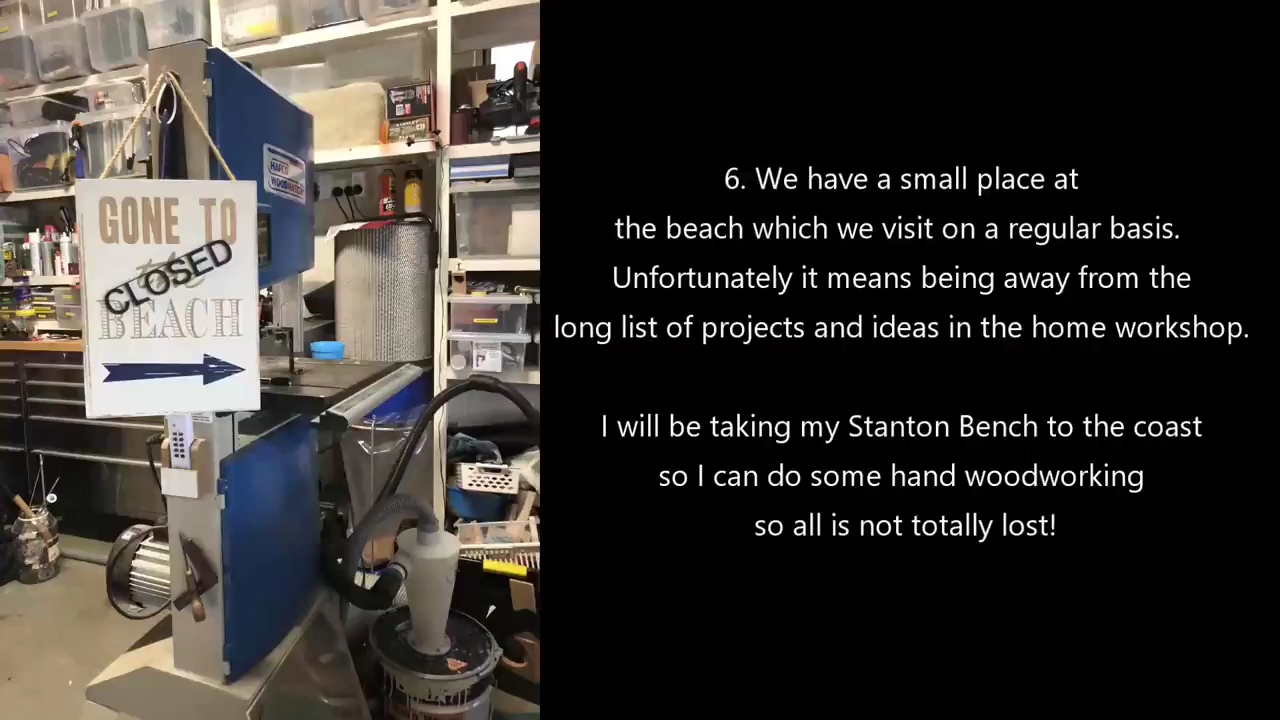 GONE TO
CLOSED
BEACH
HAFCO
WOODMASTER
6. We have a small place at
the beach which we visit on a regular basis.
Unfortunately it means being away from the
long list of projects and ideas in the home workshop.
I will be taking my Stanton Bench to the coast
so I can do some hand woodworking
so all is not totally lost!